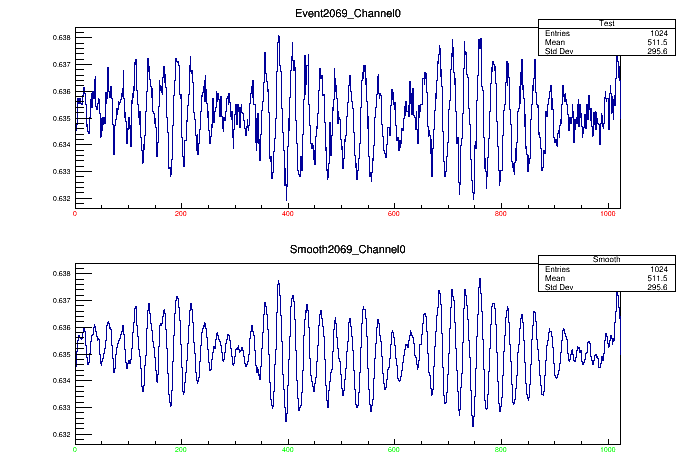 Event2069_Channel0
Test
Entries 1024
Mean 511.5
Std Dev 295.6
0.638
0.637
0.636
0.635
0.634
0.633
0.632
0 200 400 600 800 1000
Smooth2069_Channel0
Smooth
Entries 1024
Mean 511.5
Std Dev 295.6
0.638
0.637
0.636
0.635
0.634
0.633
0.632
0 200 400 600 800 1000